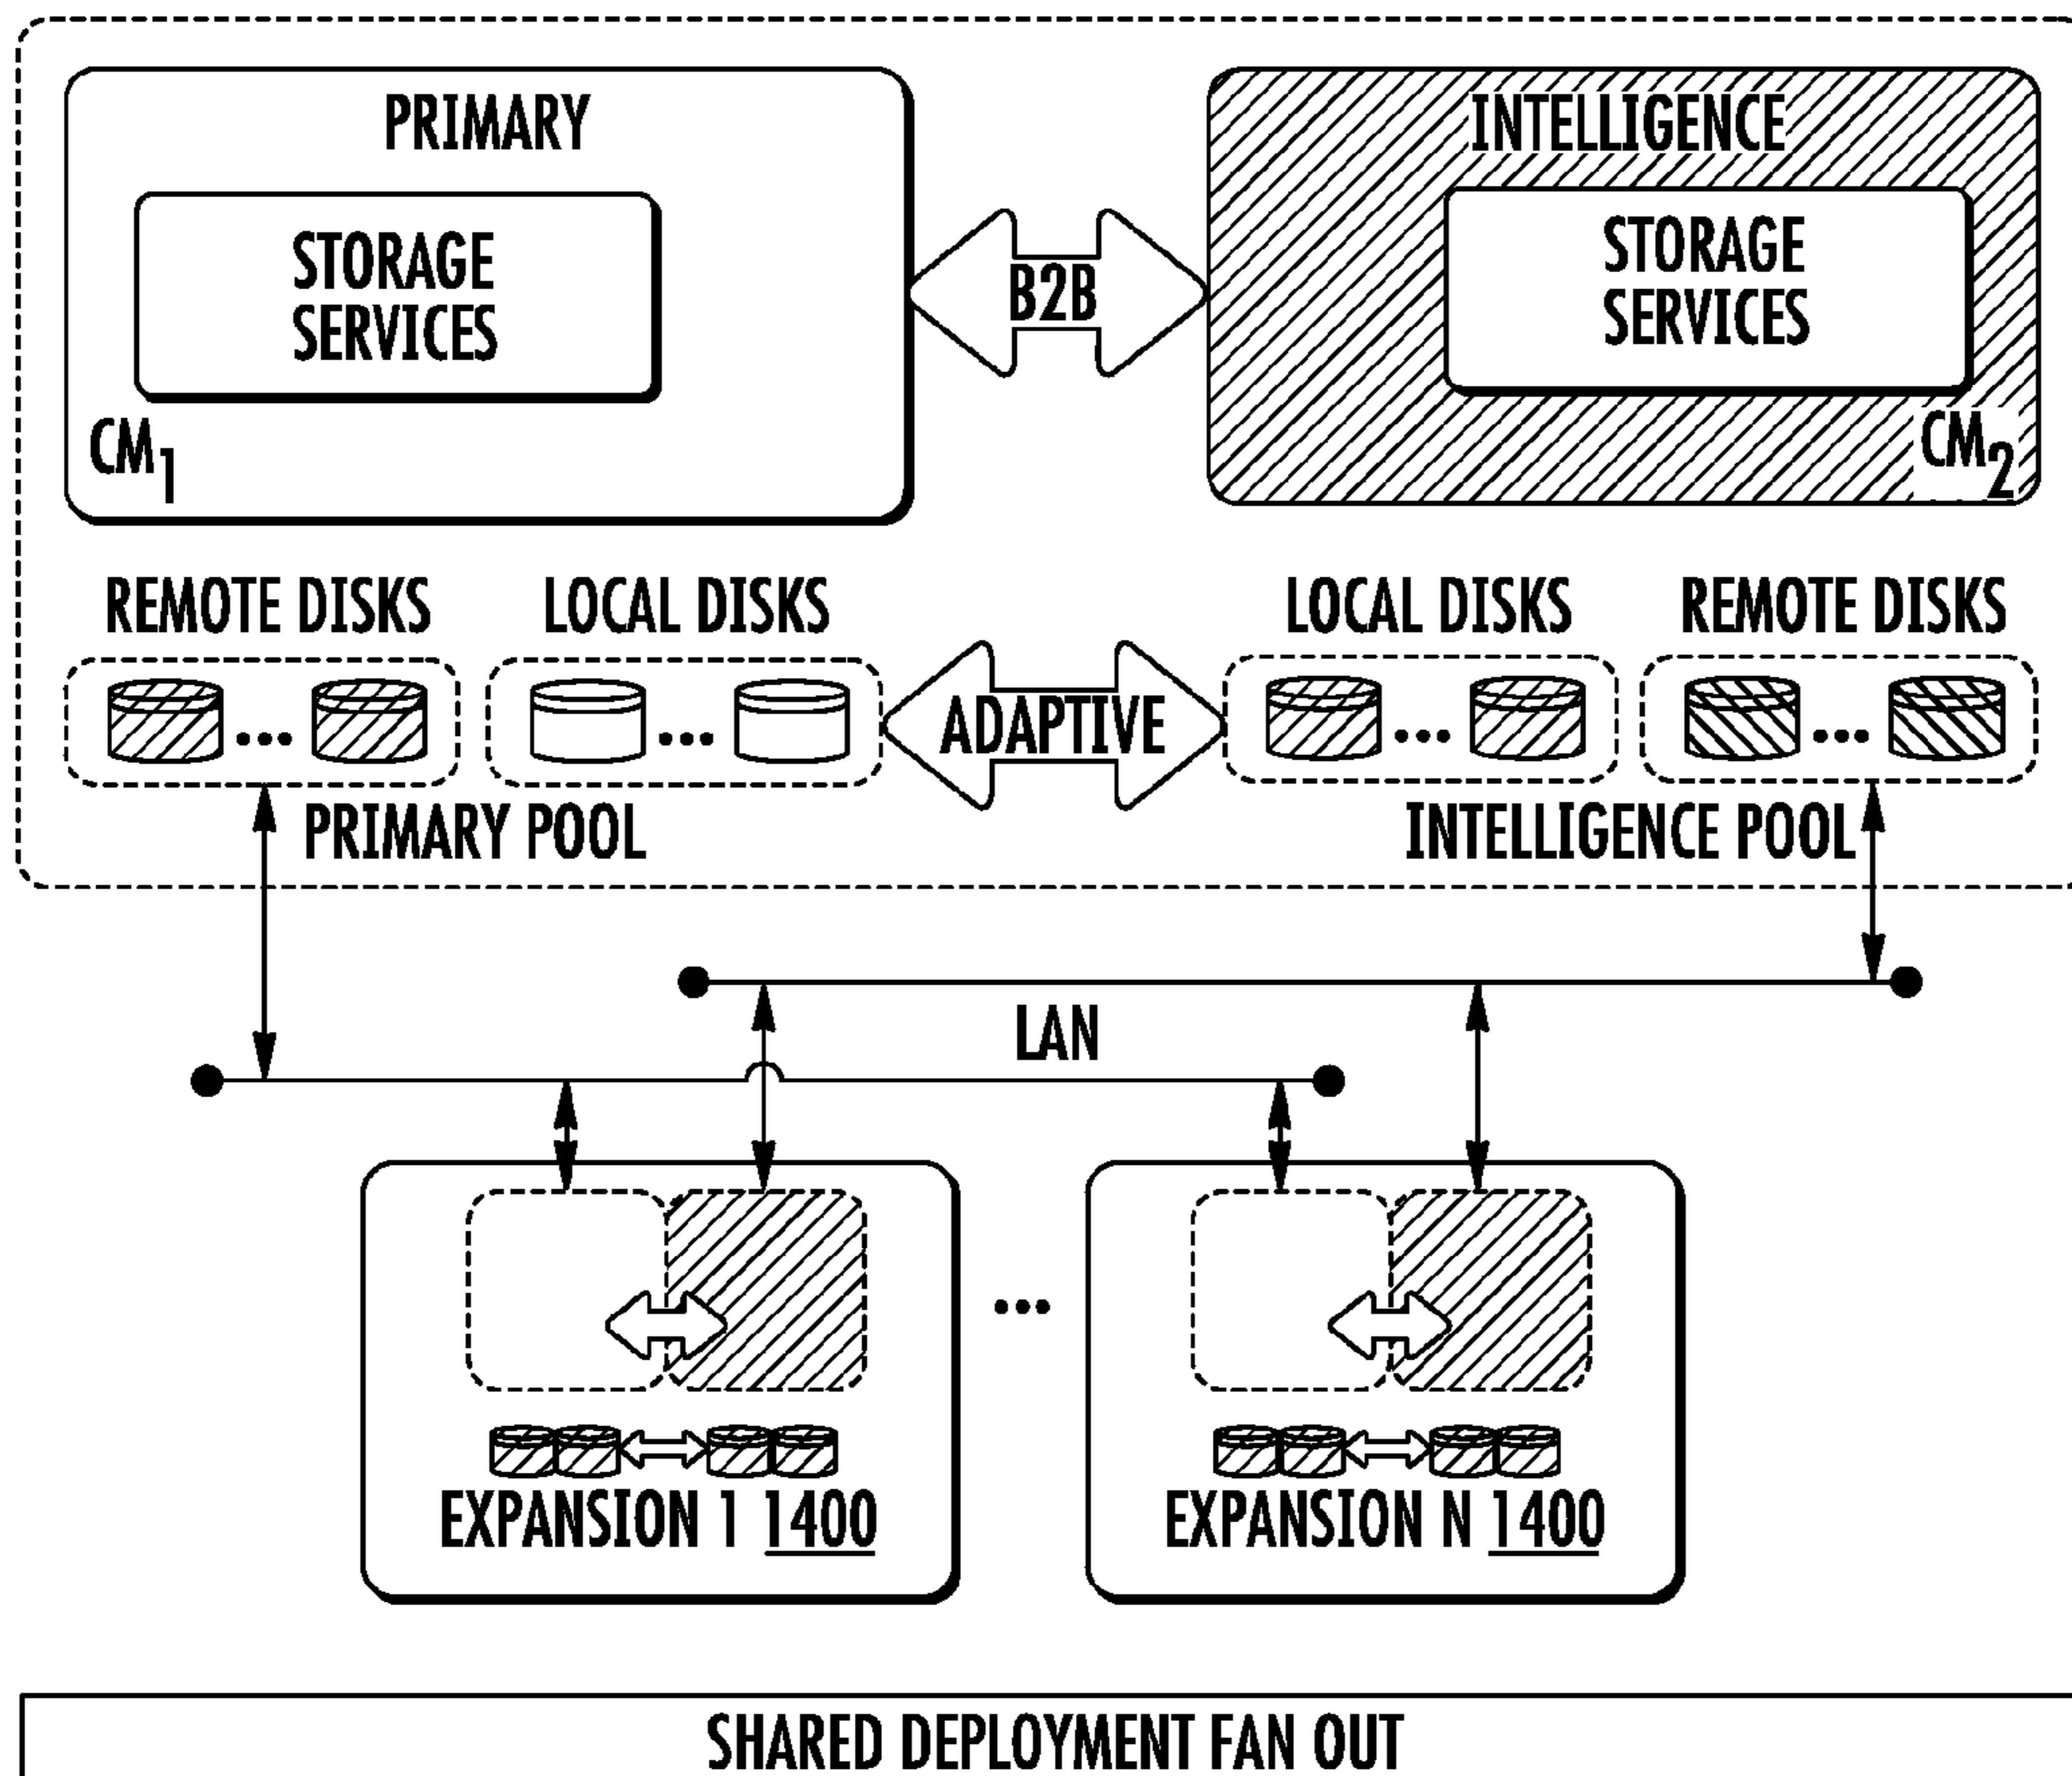 PRIMARY
STORAGE
SERVICES
CM1
B2B
INTELLIGENCE
STORAGE
SERVICES
CM2
REMOTE DISKS
LOCAL DISKS
LOCAL DISKS
REMOTE DISKS
ADAPTIVE
PRIMARY POOL
INTELLIGENCE POOL
LAN
EXPANSION 1 1400
EXPANSION N 1400
SHARED DEPLOYMENT FAN OUT